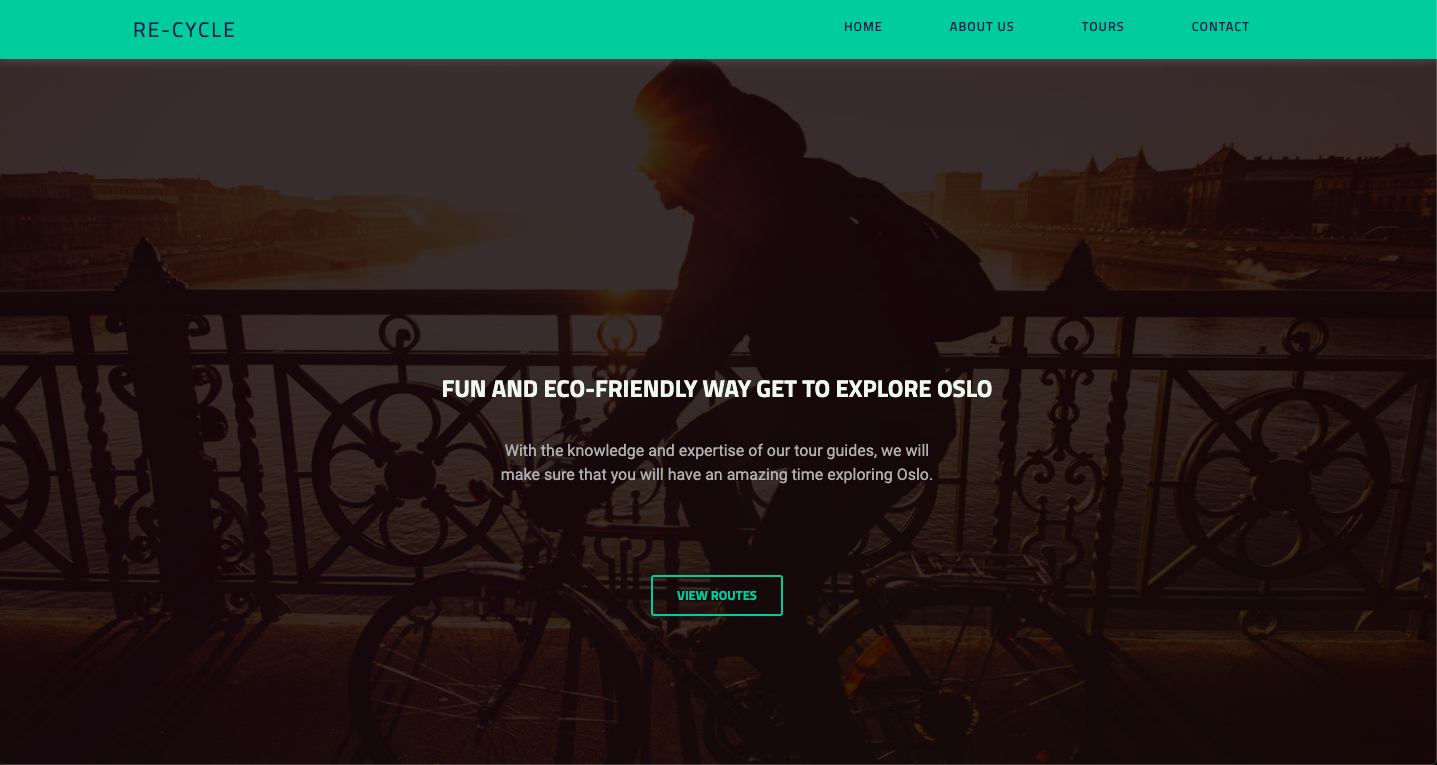 RE-CYCLE
HOME ABOUT US TOURS CONTACT
FUN AND ECO-FRIENDLY WAY GET TO EXPLORE OSLO
With the knowledge and expertise of our tour guides, we will
make sure that you will have an amazing time exploring Oslo.
VIEW ROUTES